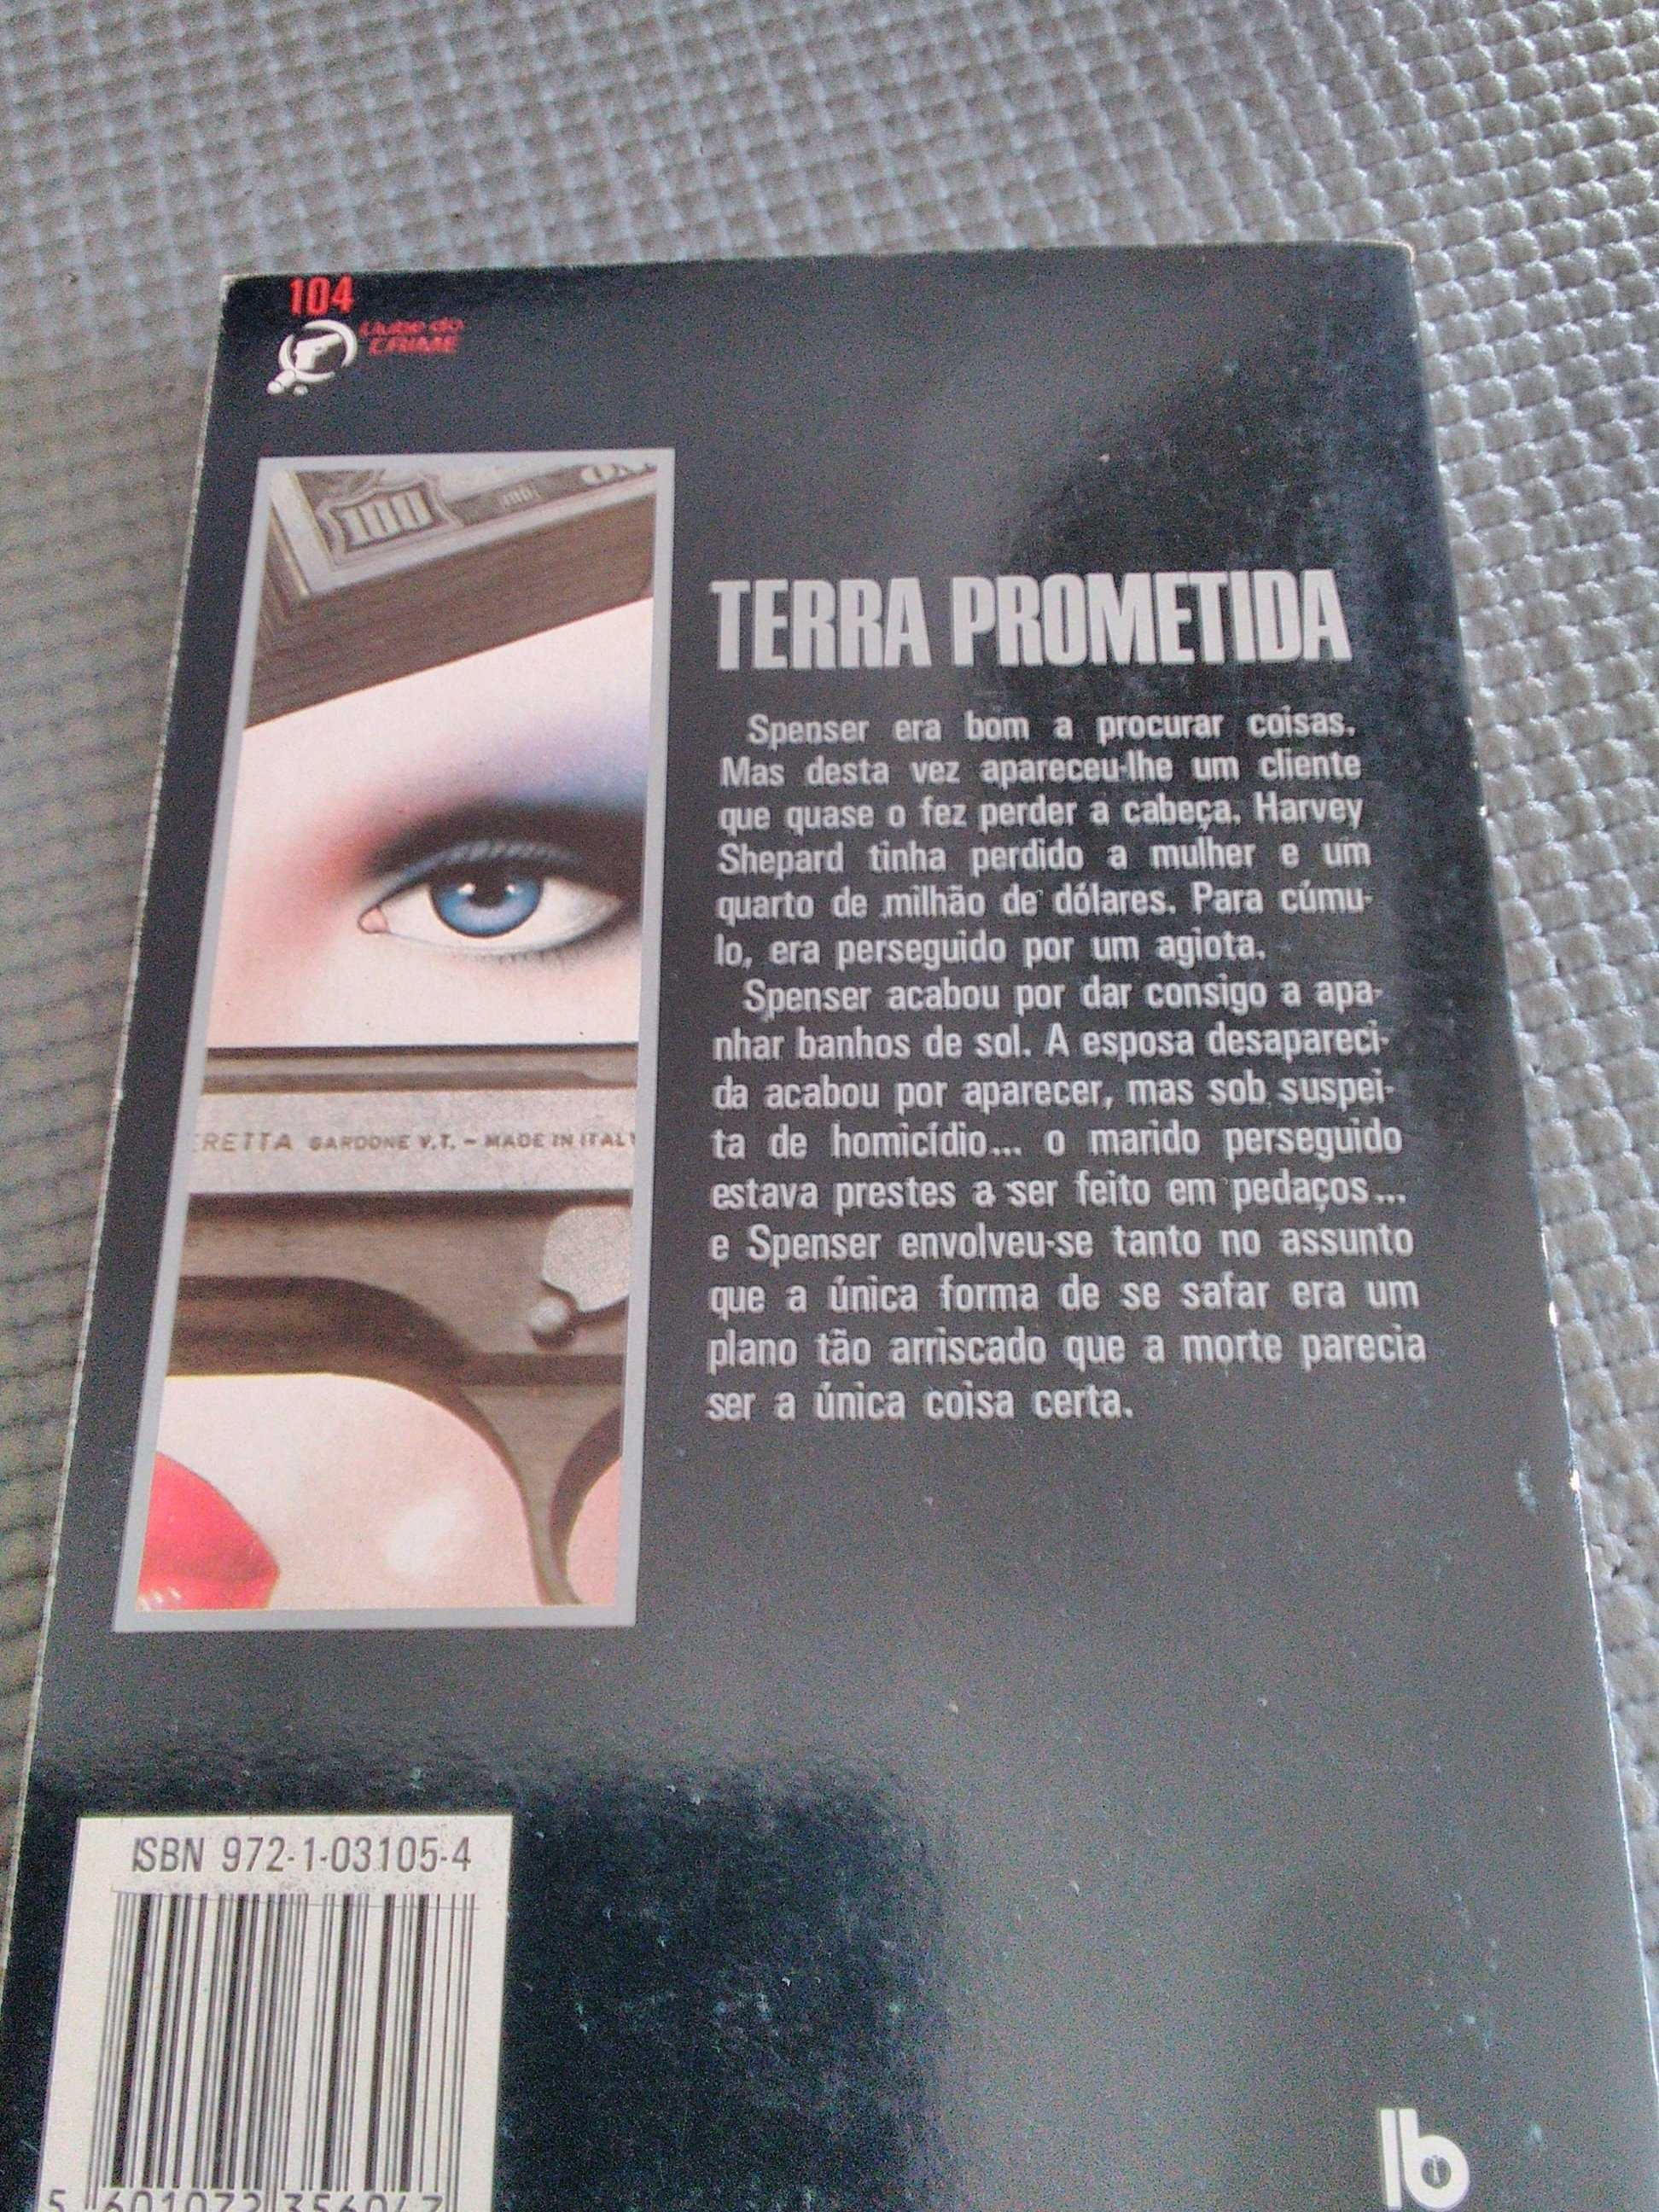 104
Clube do
CRIME
100
TERRA PROMETIDA
Spenser era bom a procurar coisas.
Mas desta vez apareceu-lhe um cliente
que quase o fez perder a cabeça. Harvey
Shepard tinha perdido a mulher e um
quarto de milhão de dólares. Para cúmu-
lo, era perseguido por um agiota.
Spenser acabou por dar consigo a apa-
nhar banhos de sol. A esposa desapareci-
da acabou por aparecer, mas sob suspei-
ta de homicídio... o marido perseguido
estava prestes a ser feito em pedaços...
e Spenser envolveu-se tanto no assunto
que a única forma de se safar era um
plano tão arriscado que a morte parecia
ser a única coisa certa.
RETTA GARDONE V.T. - MADE IN ITALY
ISBN 972-1-03105-4
5 601072 356047